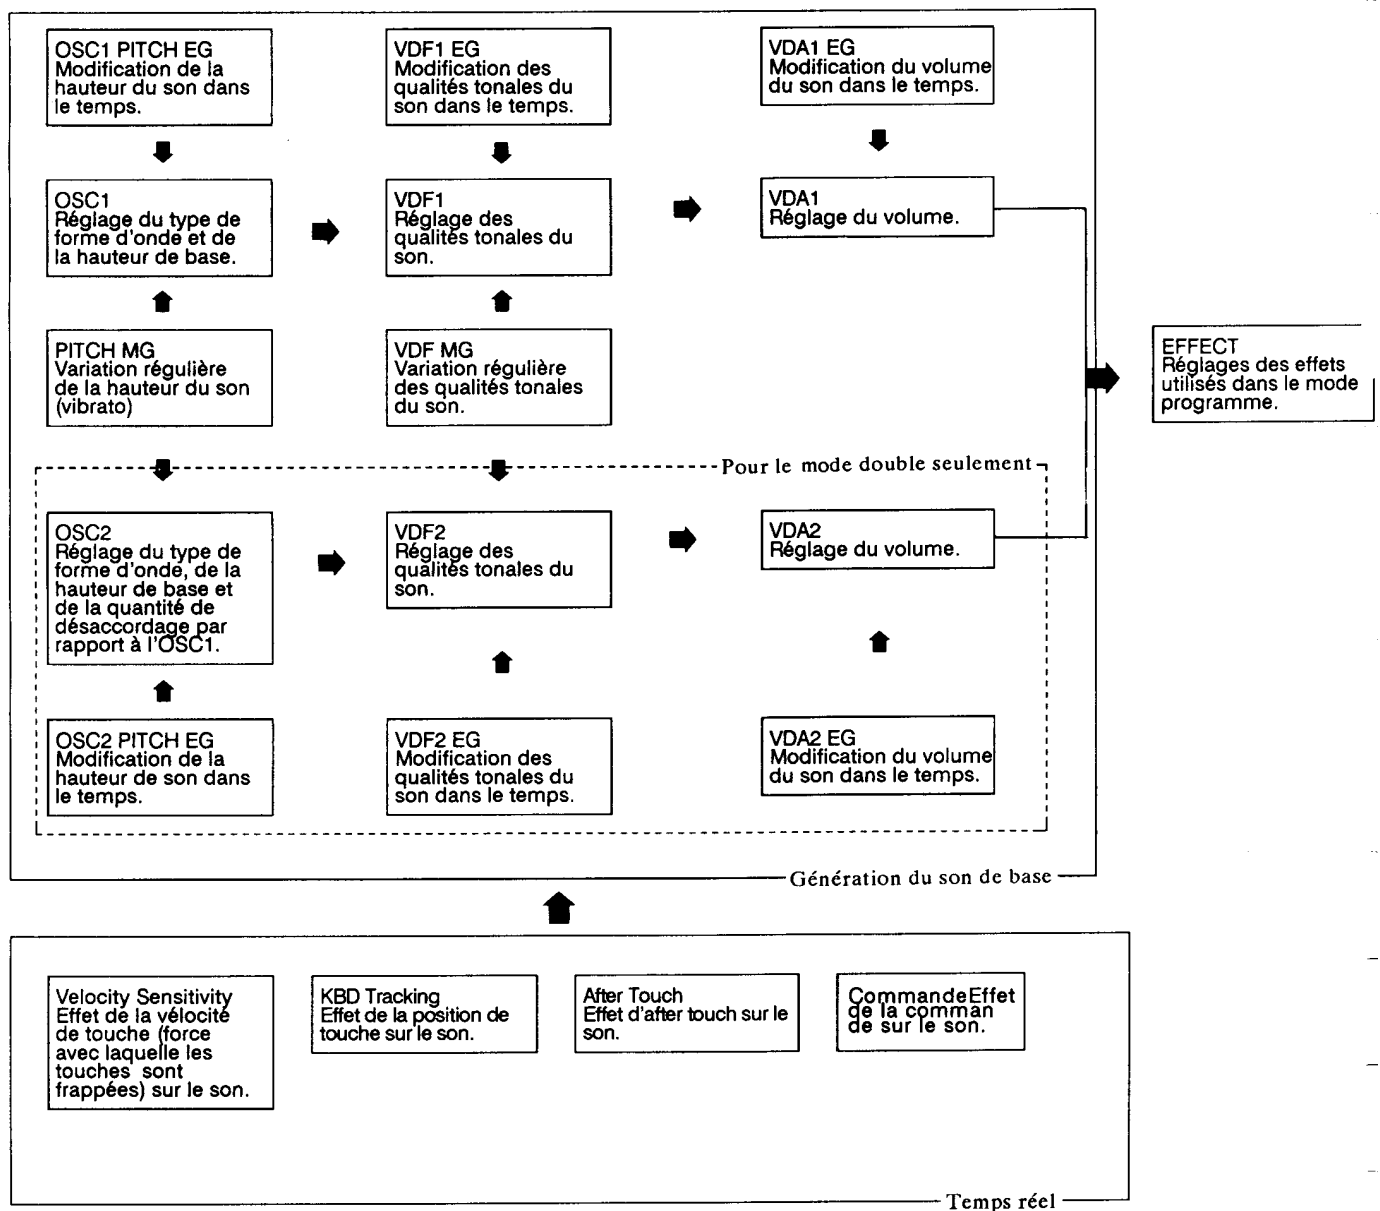 OSC1 PITCH EG
Modification de la
hauteur du son dans
le temps.
VDF1 EG
Modification des
qualités tonales du
son dans le temps.
VDA1 EG
Modification du volume
du son dans le temps.
OSC1
Réglage du type de
forme d'onde et de
la hauteur de base.
VDF1
Réglage des
qualités tonales du
son.
VDA1
Réglage du volume.
PITCH MG
Variation régulière
de la hauteur du son
(vibrato)
VDF MG
Variation régulière
des qualités tonales
du son.
EFFECT
Réglages des effets
utilisés dans le mode
programme.
Pour le mode double seulement
OSC2
Réglage du type de
forme d'onde, de la
hauteur de base et
de la quantité de
désaccordage par
rapport à l'OSC1.
VDF2
Réglage des
qualités tonales du
son.
VDA2
Réglage du volume.
OSC2 PITCH EG
Modification de la
hauteur de son dans
le temps.
VDF2 EG
Modification des
qualités tonales du
son dans le temps.
VDA2 EG
Modification du volume
du son dans le temps.
Génération du son de base
Velocity Sensitivity
Effet de la vélocité
de touche (force
avec laquelle les
touches sont
frappées) sur le son.
KBD Tracking
Effet de la position de
touche sur le son.
After Touch
Effet d'after touch sur le
son.
CommandeEffet
de la comman
de sur le son.
Temps réel